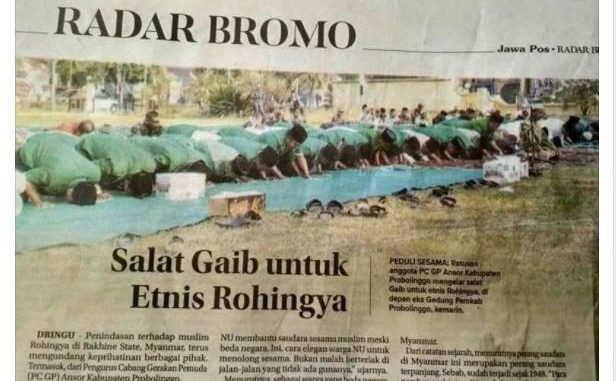 RADAR BROMO
Jawa Pos • RADAR B
Salat Gaib untuk
Etnis Rohingya
PEDULI SESAMA: Ratusan
anggota PC GP Ansor Kabupaten
Probolinggo mengelar salat
Gaib untuk etnis Rohingya, di
depan eks Gedung Pemkab
Probolinggo, kemarin.
DRINGU - Penindasan terhadap muslim
Rohingya di Rakhine State, Myanmar, terus
mengundang keprihatinan berbagai pihak.
Termasuk, dari Pengurus Cabang Gerakan Pemuda
(PC GP) Ansor Kabupaten Probolinggo
NU membantu saudara sesama muslim meski
beda negara. Ini, cara elegan warga NU untuk
menolong sesama. Bukan malah berteriak di
jalan-jalan yang tidak ada gunanya," ujarnya.
Menurutnya, sebagai warga yang beda negara
Myanmar.
Dari catatan sejarah, menurutnya perang saudara
di Myanmar ini merupakan perang saudara
terpanjang. Sebab, sudah terjadi sejak 1948. "Para